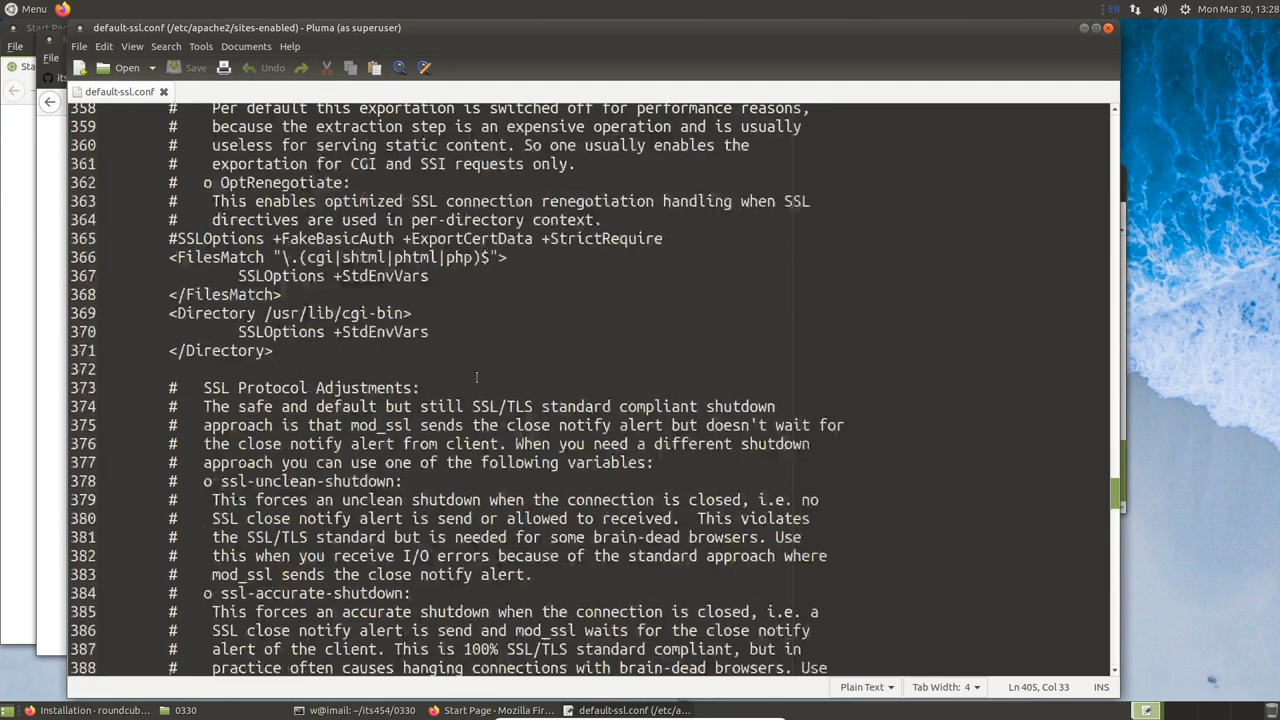 Menu
EN
Mon Mar 30, 13:28
Start Pa
default-ssl.conf (/etc/apache2/sites-enabled) - Pluma (as superuser)
File
File
Edit
View
Search
Tools
Documents
Help
File
Open
Save
Undo
Sta
its
default-ssl.conf
358 # Per default this exportation is switched off for performance reasons,
359 # because the extraction step is an expensive operation and is usually
360 # useless for serving static content. So one usually enables the
361 # exportation for CGI and SSI requests only.
362 # o OptRenegotiate:
363 # This enables optimized SSL connection renegotiation handling when SSL
364 # directives are used in per-directory context.
365 #SSLOptions +FakeBasicAuth +ExportCertData +StrictRequire
366 <FilesMatch "\.(cgi|shtml|phtml|php)$">
367 SSLOptions +StdEnvVars
368 </FilesMatch>
369 <Directory /usr/lib/cgi-bin>
370 SSLOptions +StdEnvVars
371 </Directory>
372
373 # SSL Protocol Adjustments:
374 # The safe and default but still SSL/TLS standard compliant shutdown
375 # approach is that mod_ssl sends the close notify alert but doesn't wait for
376 # the close notify alert from client. When you need a different shutdown
377 # approach you can use one of the following variables:
378 # o ssl-unclean-shutdown:
379 # This forces an unclean shutdown when the connection is closed, i.e. no
380 # SSL close notify alert is send or allowed to received. This violates
381 # the SSL/TLS standard but is needed for some brain-dead browsers. Use
382 # this when you receive I/O errors because of the standard approach where
383 # mod_ssl sends the close notify alert.
384 # o ssl-accurate-shutdown:
385 # This forces an accurate shutdown when the connection is closed, i.e. a
386 # SSL close notify alert is send and mod_ssl waits for the close notify
387 # alert of the client. This is 100% SSL/TLS standard compliant, but in
388 # practice often causes hanging connections with brain-dead browsers. Use
Plain Text
Tab Width: 4
Ln 405, Col 33
INS
Installation · roundcub...
0330
w@imail: ~/its454/0330
Start Page - Mozilla Fir...
default-ssl.conf (/etc/a...